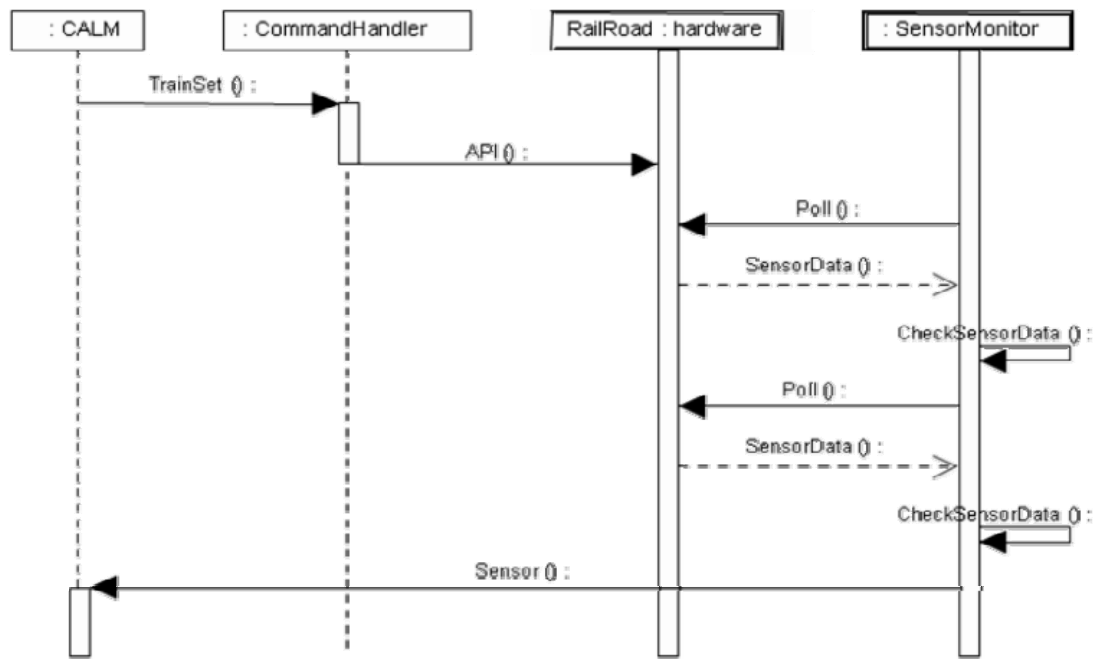 : CALM
: CommandHandler
RailRoad : hardware
: SensorMonitor
TrainSet () :
API () :
Poll () :
SensorData () :
CheckSensorData () :
Poll () :
SensorData () :
CheckSensorData () :
Sensor () :